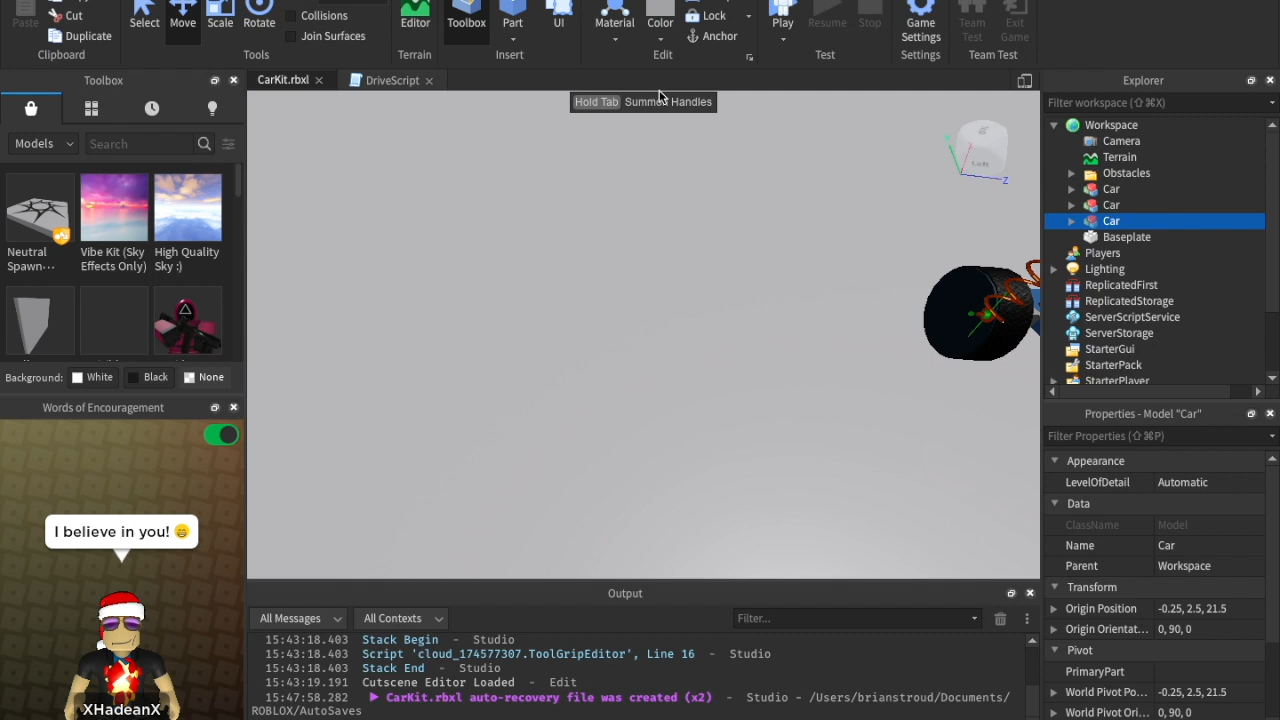 Paste
Cut
Duplicate
Clipboard
Select
Move
Scale
Rotate
Collisions
Join Surfaces
Tools
Editor
Terrain
Toolbox
Part
UI
Insert
Material
Color
Lock
Anchor
Edit
Play
Resume
Stop
Test
Game
Settings
Settings
Team
Test
Exit
Game
Team Test
Toolbox
Models
Search
Neutral
Spawn...
Vibe Kit (Sky
Effects Only)
High Quality
Sky :)
Background:
White
Black
None
Words of Encouragement
I believe in you! 😊
XHadeanX
CarKit.rbxl
DriveScript
Hold Tab
Summon Handles
Left
Z
Output
All Messages
All Contexts
Filter...
15:43:18.403 Stack Begin - Studio
15:43:18.403 Script 'cloud_174577307.ToolGripEditor', Line 16 - Studio
15:43:18.403 Stack End - Studio
15:43:19.191 Cutscene Editor Loaded - Edit
15:47:58.282 ▶ CarKit.rbxl auto-recovery file was created (x2) - Studio - /Users/brianstroud/Documents/
ROBLOX/AutoSaves
Explorer
Filter workspace (⇧⌘X)
Workspace
Camera
Terrain
Obstacles
Car
Car
Car
Baseplate
Players
Lighting
ReplicatedFirst
ReplicatedStorage
ServerScriptService
ServerStorage
StarterGui
StarterPack
StarterPlayer
Properties - Model "Car"
Filter Properties (⇧⌘P)
Appearance
LevelOfDetail Automatic
Data
ClassName Model
Name Car
Parent Workspace
Transform
Origin Position -0.25, 2.5, 21.5
Origin Orientat... 0, 90, 0
Pivot
PrimaryPart
World Pivot Po... -0.25, 2.5, 21.5
World Pivot Ori... 0, 90, 0